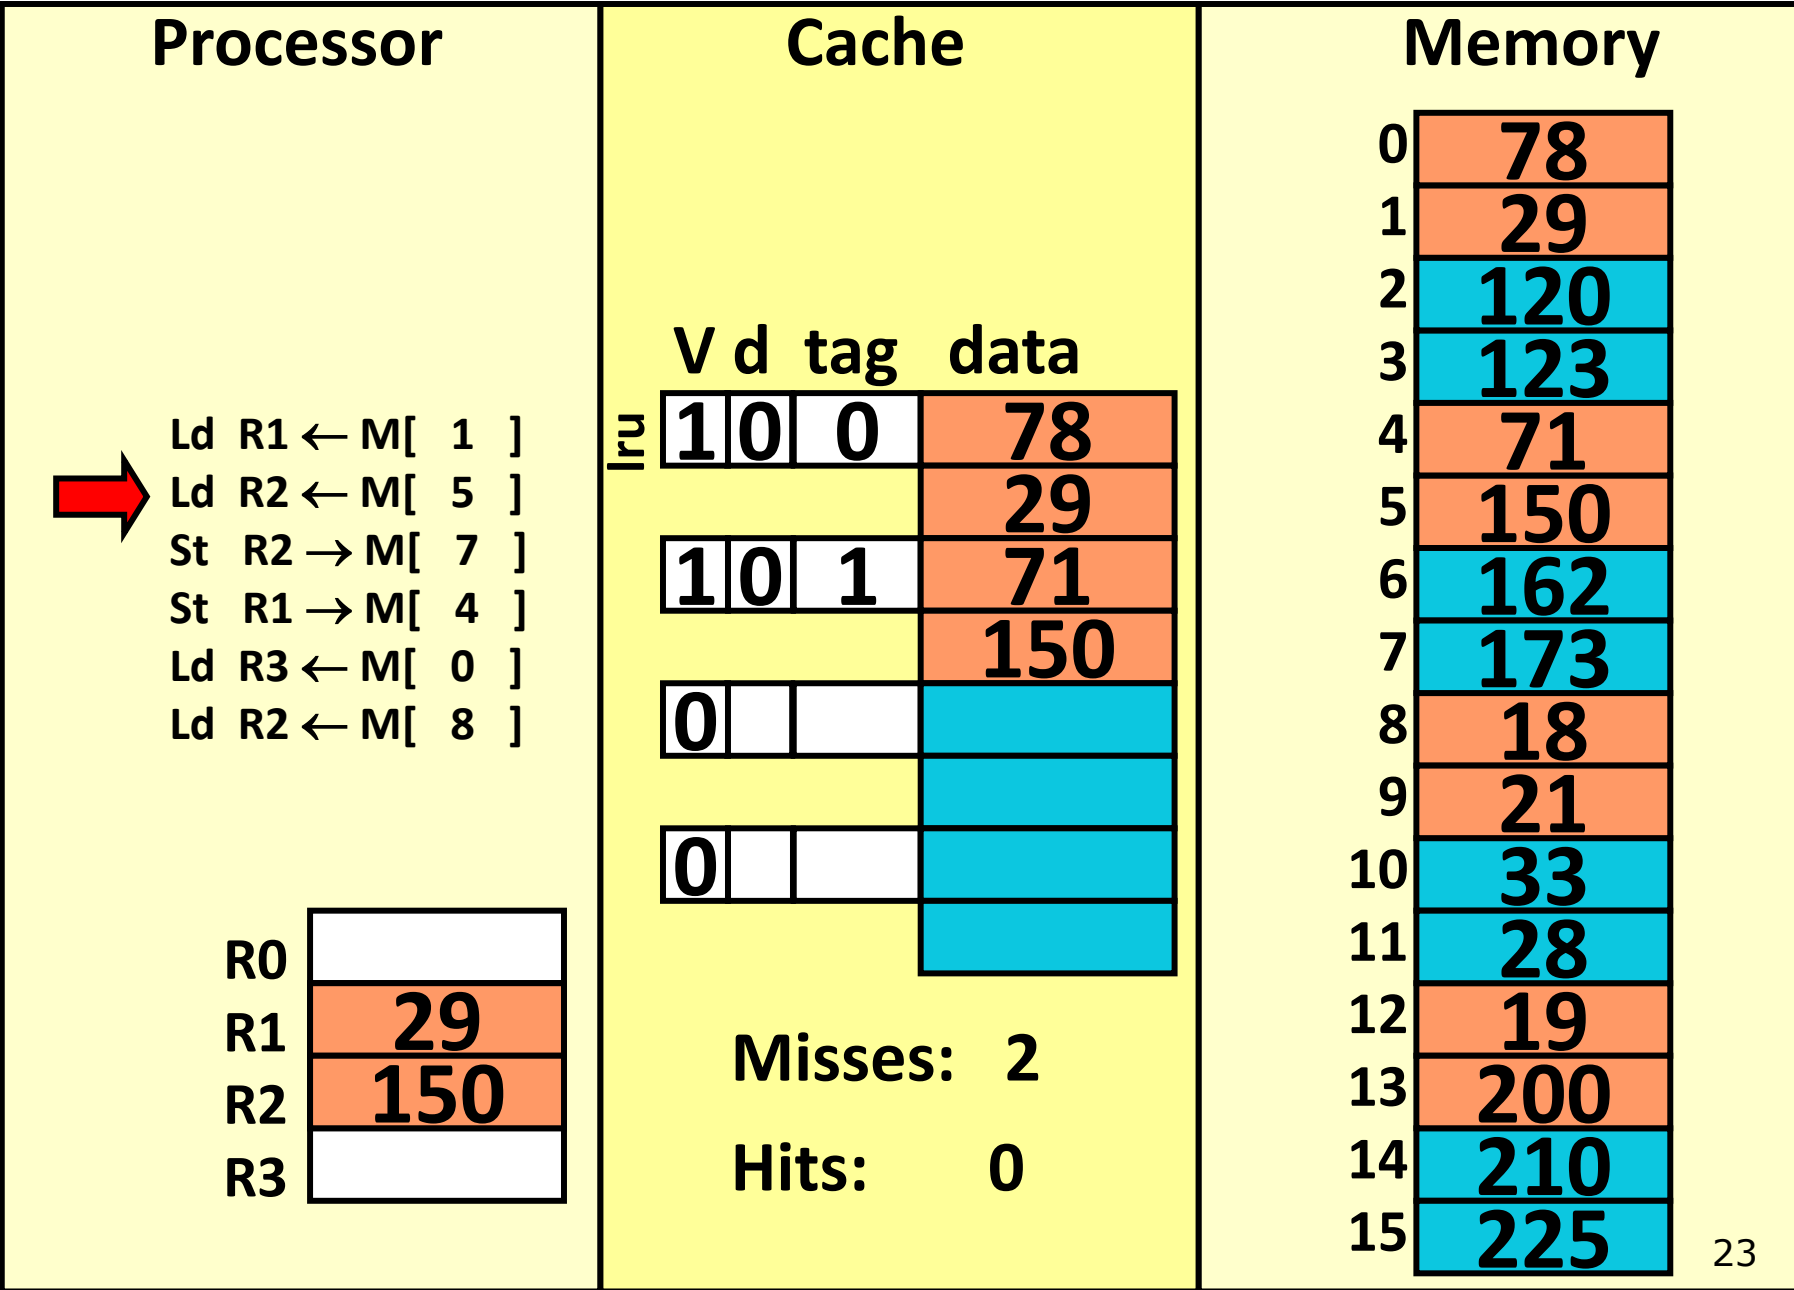 Processor
Ld R1 ← M[ 1 ]
Ld R2 ← M[ 5 ]
St R2 → M[ 7 ]
St R1 → M[ 4 ]
Ld R3 ← M[ 0 ]
Ld R2 ← M[ 8 ]
R0
R1 29
R2 150
R3
Cache
V d tag data
lru 1 0 0 78
29
1 0 1 71
150
0
0
Misses: 2
Hits: 0
Memory
0 78
1 29
2 120
3 123
4 71
5 150
6 162
7 173
8 18
9 21
10 33
11 28
12 19
13 200
14 210
15 225
23